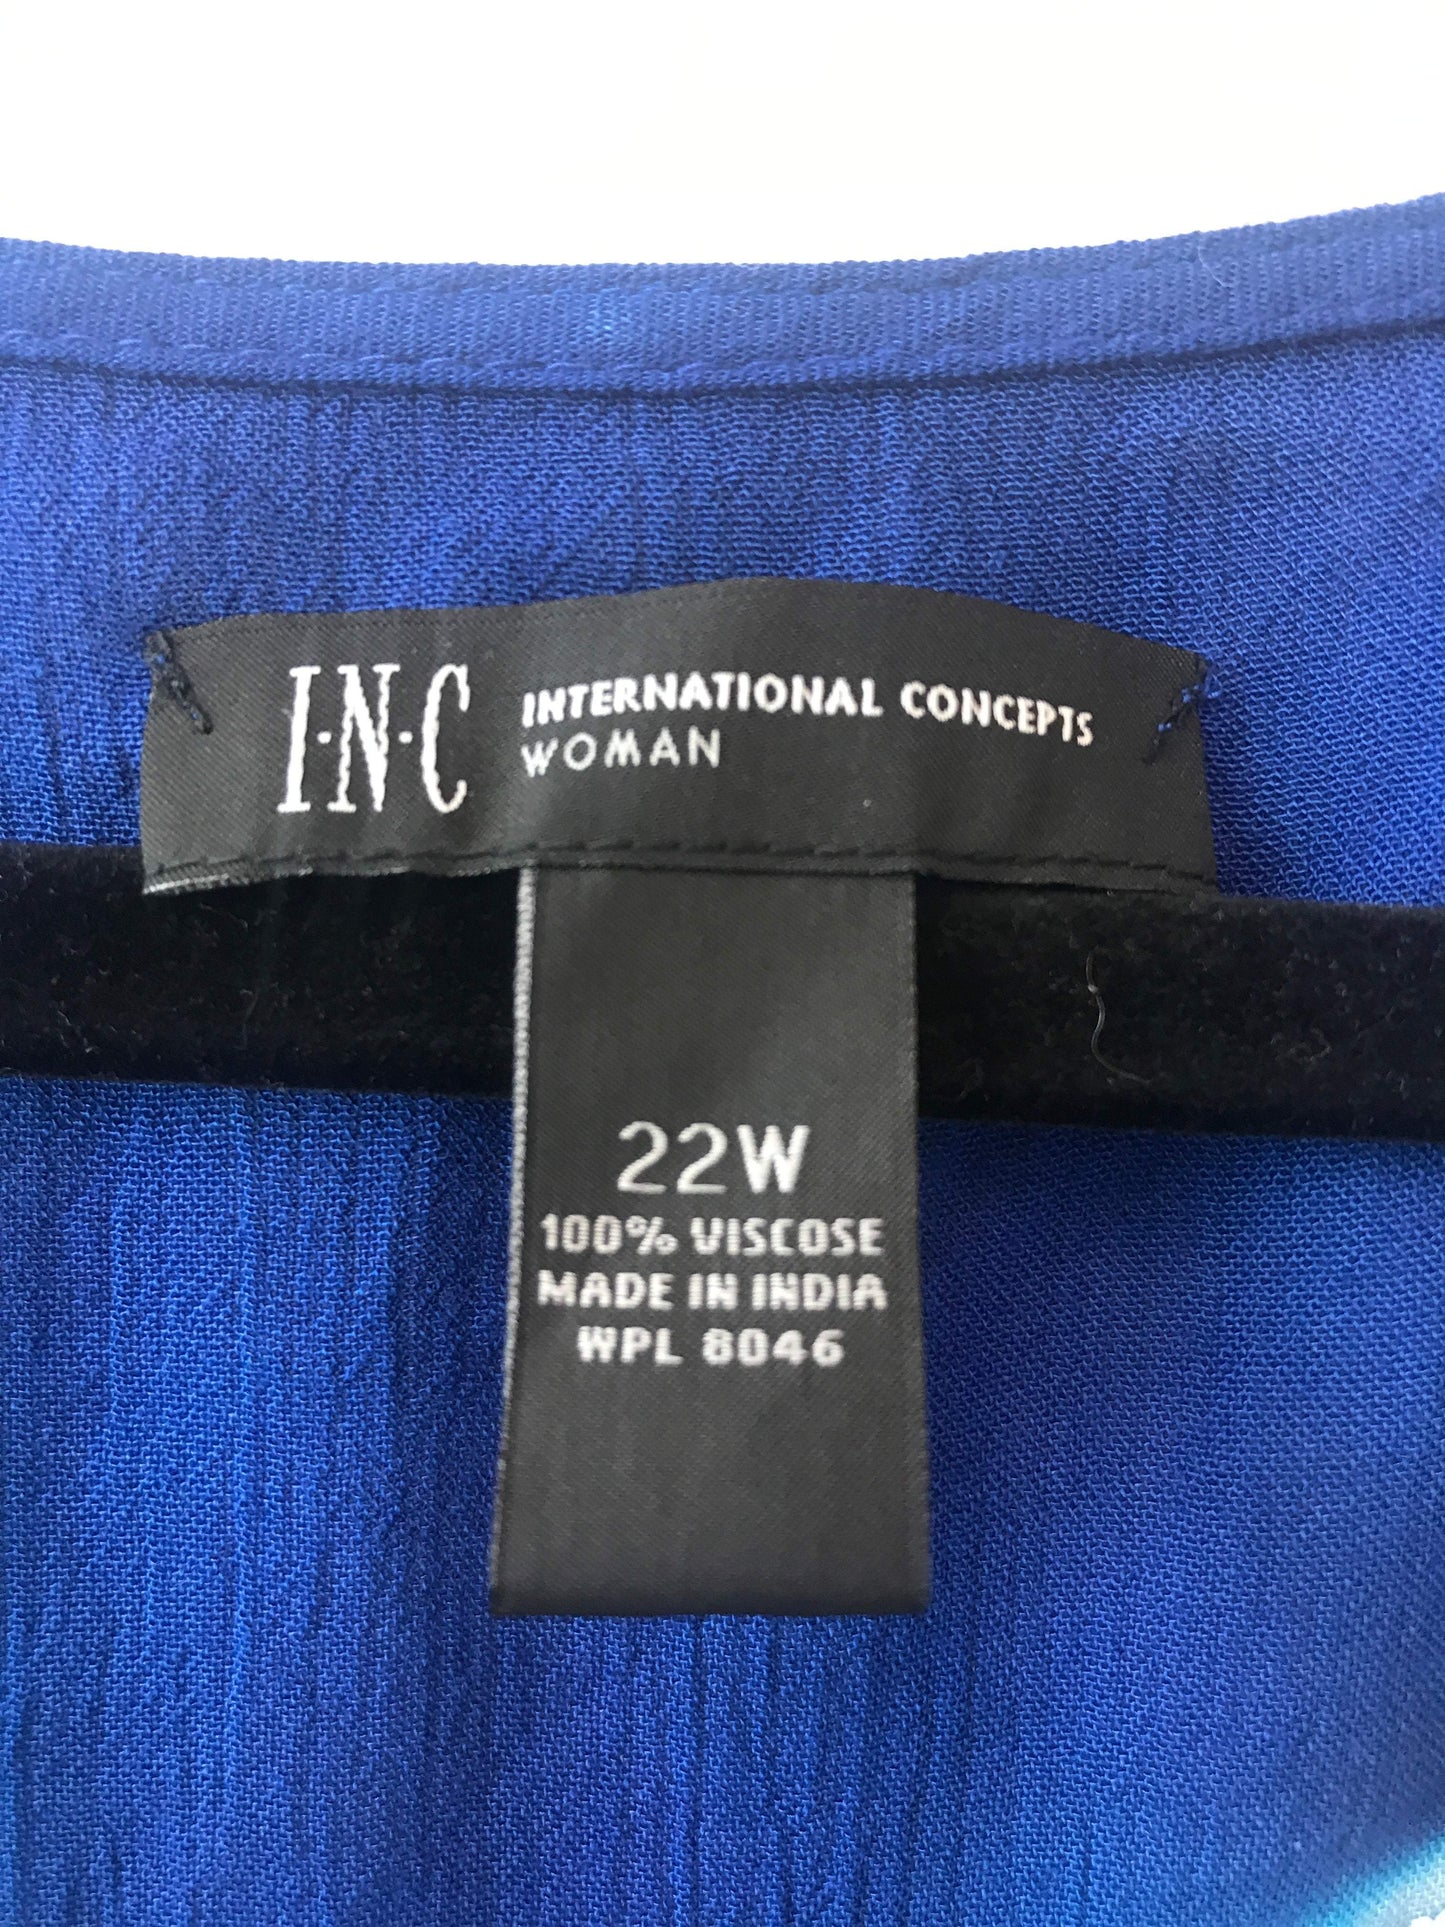 I·N·C INTERNATIONAL CONCEPTS
WOMAN
22W
100% VISCOSE
MADE IN INDIA
WPL 8046